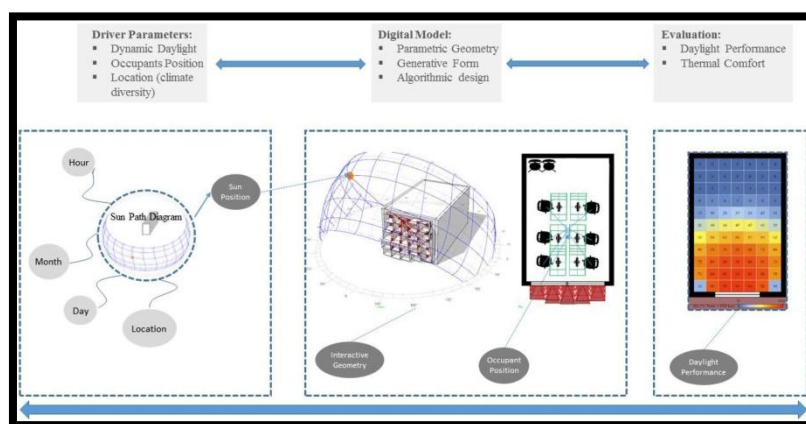 Driver Parameters:
▪ Dynamic Daylight
▪ Occupants Position
▪ Location (climate
diversity)
Digital Model:
▪ Parametric Geometry
▪ Generative Form
▪ Algorithmic design
Evaluation:
▪ Daylight Performance
▪ Thermal Comfort
Hour
Sun Path Diagram
Month
Day
Location
Sun
Position
Interactive
Geometry
Occupant
Position
Daylight
Performance